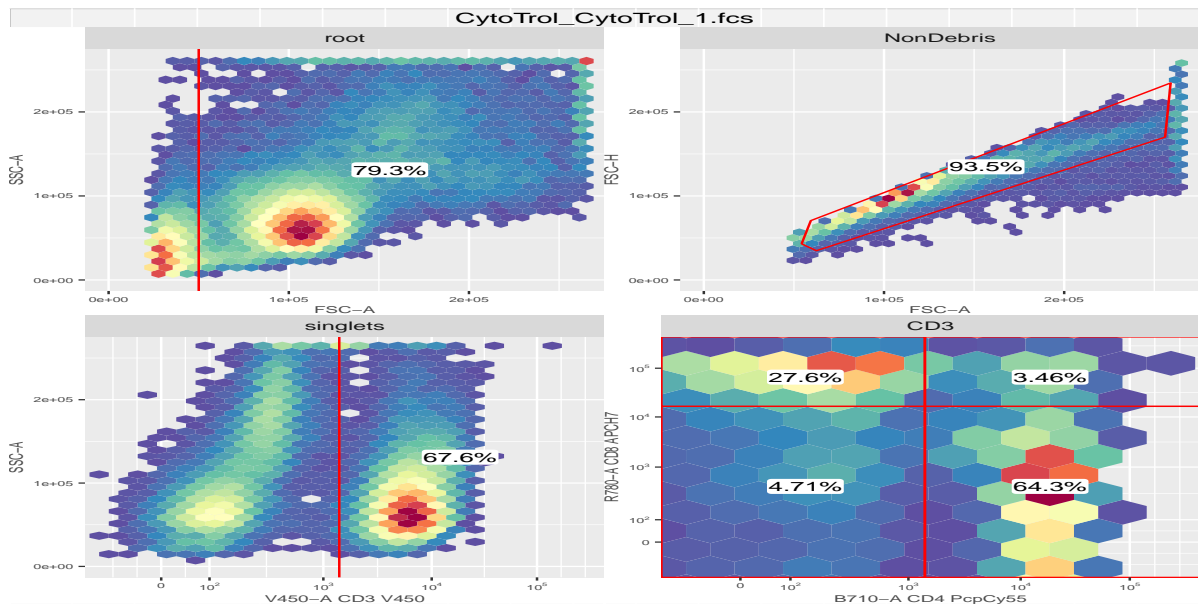 CytoTrol_CytoTrol_1.fcs
root
NonDebris
2e+05
1e+05
0e+00
SSC-A
79.3%
0e+00
1e+05
2e+05
FSC-A
2e+05
1e+05
0e+00
FSC-H
93.5%
0e+00
1e+05
2e+05
FSC-A
singlets
CD3
2e+05
1e+05
0e+00
SSC-A
67.6%
0
10²
10³
10⁴
10⁵
V450-A CD3 V450
10⁵
10⁴
10³
10²
0
R780-A CD8 APCH7
27.6%
3.46%
4.71%
64.3%
0
10²
10³
10⁴
10⁵
B710-A CD4 PcpCy55